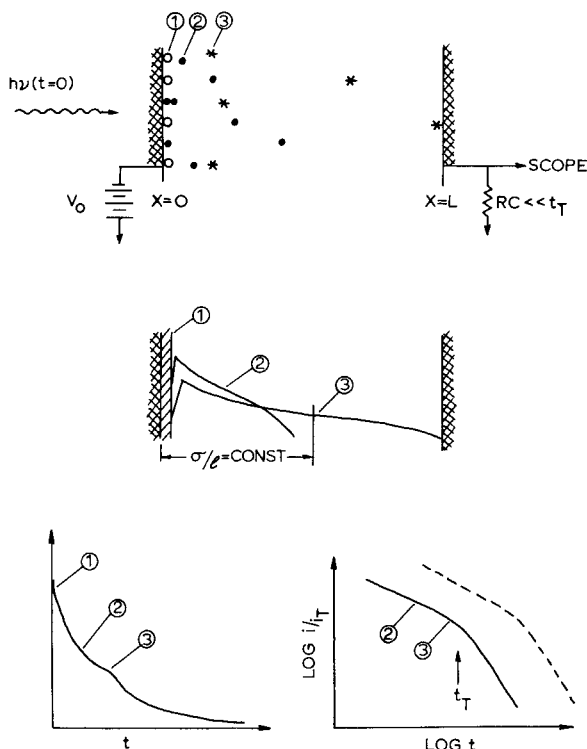 ① ② ③
hν(t=0)
SCOPE
V₀
X=O
X=L
RC<<t_T
①
②
③
σ/ℓ=CONST
①
②
③
t
LOG i/i_T
②
③
t_T
LOG t